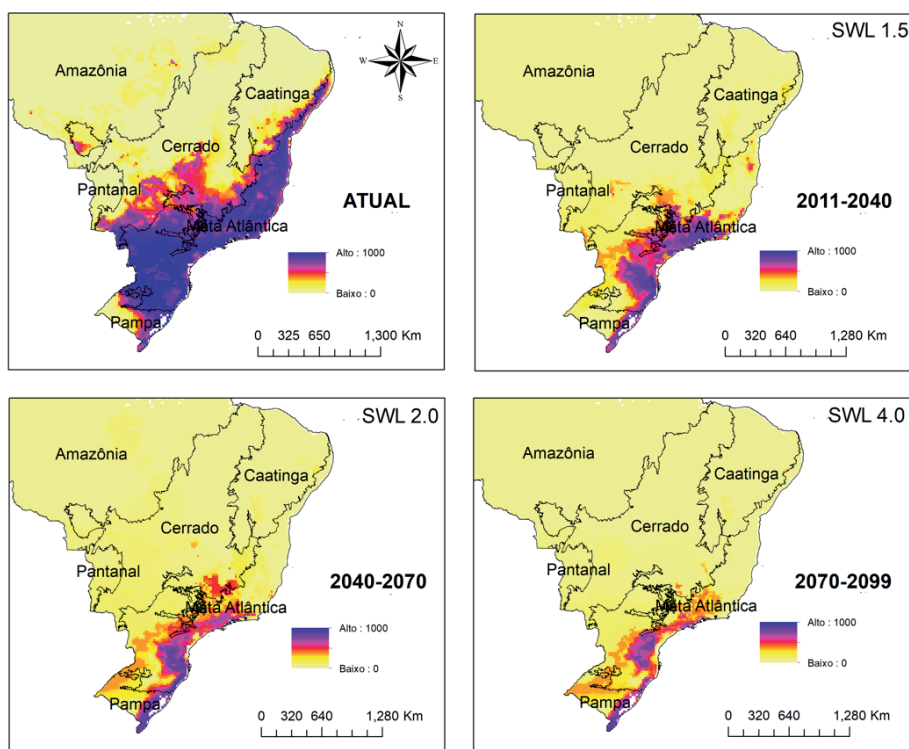 N
W E
S
Amazônia
Caatinga
Cerrado
Pantanal
ATUAL
Mata Atlântica
Alto : 1000
Baixo : 0
Pampa
0 325 650 1,300 Km
SWL 1.5
Amazônia
Caatinga
Cerrado
Pantanal
2011-2040
Mata Atlântica
Alto : 1000
Baixo : 0
Pampa
0 320 640 1,280 Km
SWL 2.0
Amazônia
Caatinga
Cerrado
Pantanal
2040-2070
Mata Atlântica
Alto : 1000
Baixo : 0
Pampa
0 320 640 1,280 Km
SWL 4.0
Amazônia
Caatinga
Cerrado
Pantanal
2070-2099
Mata Atlântica
Alto : 1000
Baixo : 0
Pampa
0 320 640 1,280 Km